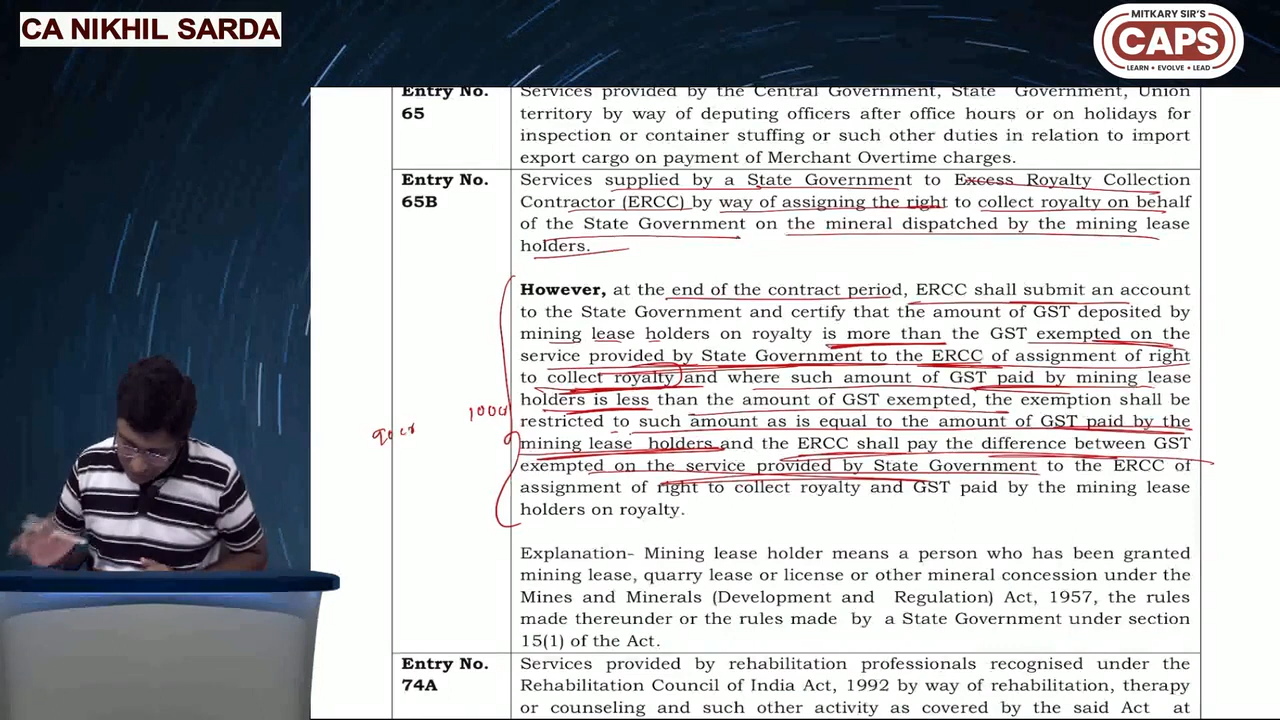 CA NIKHIL SARDA
MITKARY SIR'S
CAPS
LEARN • EVOLVE • LEAD
Entry No. Services provided by the Central Government, State Government, Union
65 territory by way of deputing officers after office hours or on holidays for
inspection or container stuffing or such other duties in relation to import
export cargo on payment of Merchant Overtime charges.
Entry No. Services supplied by a State Government to Excess Royalty Collection
65B Contractor (ERCC) by way of assigning the right to collect royalty on behalf
of the State Government on the mineral dispatched by the mining lease
holders.
However, at the end of the contract period, ERCC shall submit an account
to the State Government and certify that the amount of GST deposited by
mining lease holders on royalty is more than the GST exempted on the
service provided by State Government to the ERCC of assignment of right
to collect royalty and where such amount of GST paid by mining lease
holders is less than the amount of GST exempted, the exemption shall be
restricted to such amount as is equal to the amount of GST paid by the
mining lease holders and the ERCC shall pay the difference between GST
exempted on the service provided by State Government to the ERCC of
assignment of right to collect royalty and GST paid by the mining lease
holders on royalty.
Explanation- Mining lease holder means a person who has been granted
mining lease, quarry lease or license or other mineral concession under the
Mines and Minerals (Development and Regulation) Act, 1957, the rules
made thereunder or the rules made by a State Government under section
15(1) of the Act.
Entry No. Services provided by rehabilitation professionals recognised under the
74A Rehabilitation Council of India Act, 1992 by way of rehabilitation, therapy
or counseling and such other activity as covered by the said Act at